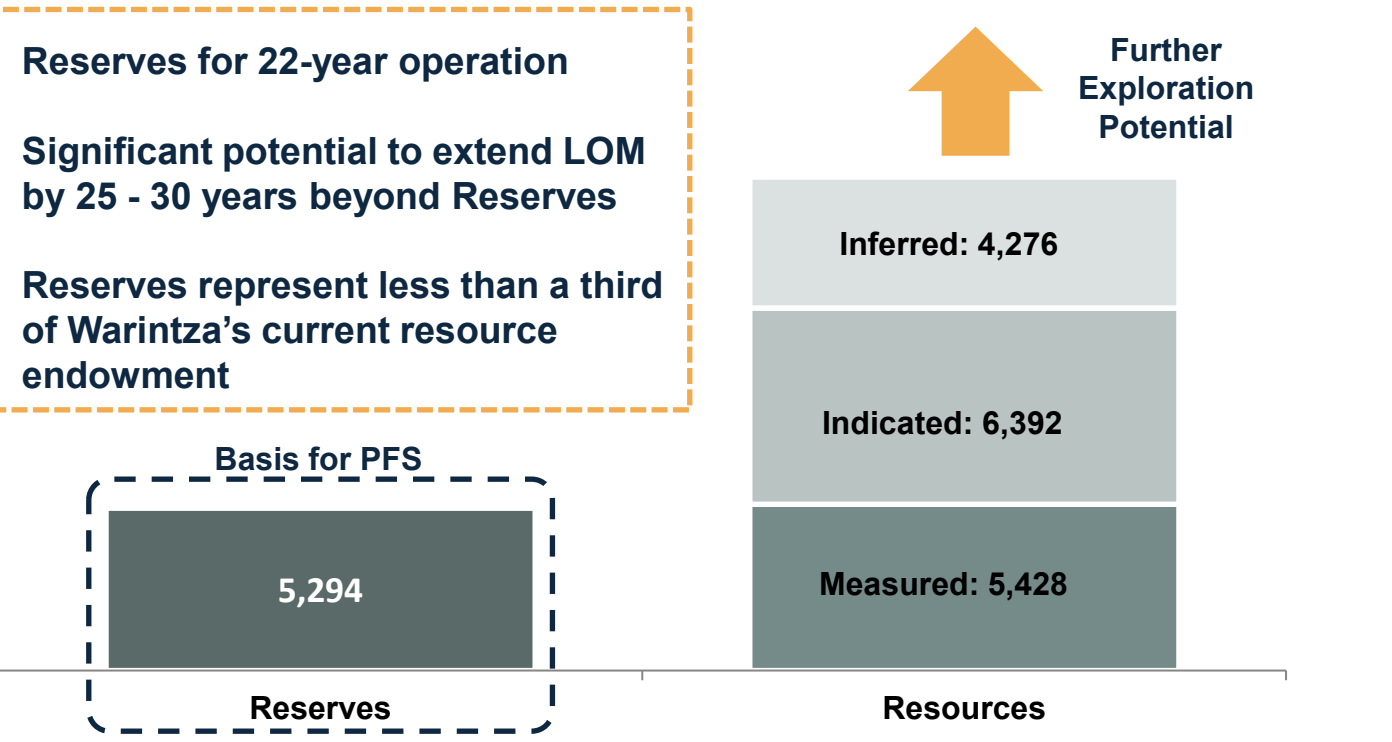 Reserves for 22-year operation
Significant potential to extend LOM
by 25 - 30 years beyond Reserves
Reserves represent less than a third
of Warintza’s current resource
endowment
Further
Exploration
Potential
Inferred: 4,276
Indicated: 6,392
Measured: 5,428
Basis for PFS
5,294
Reserves
Resources